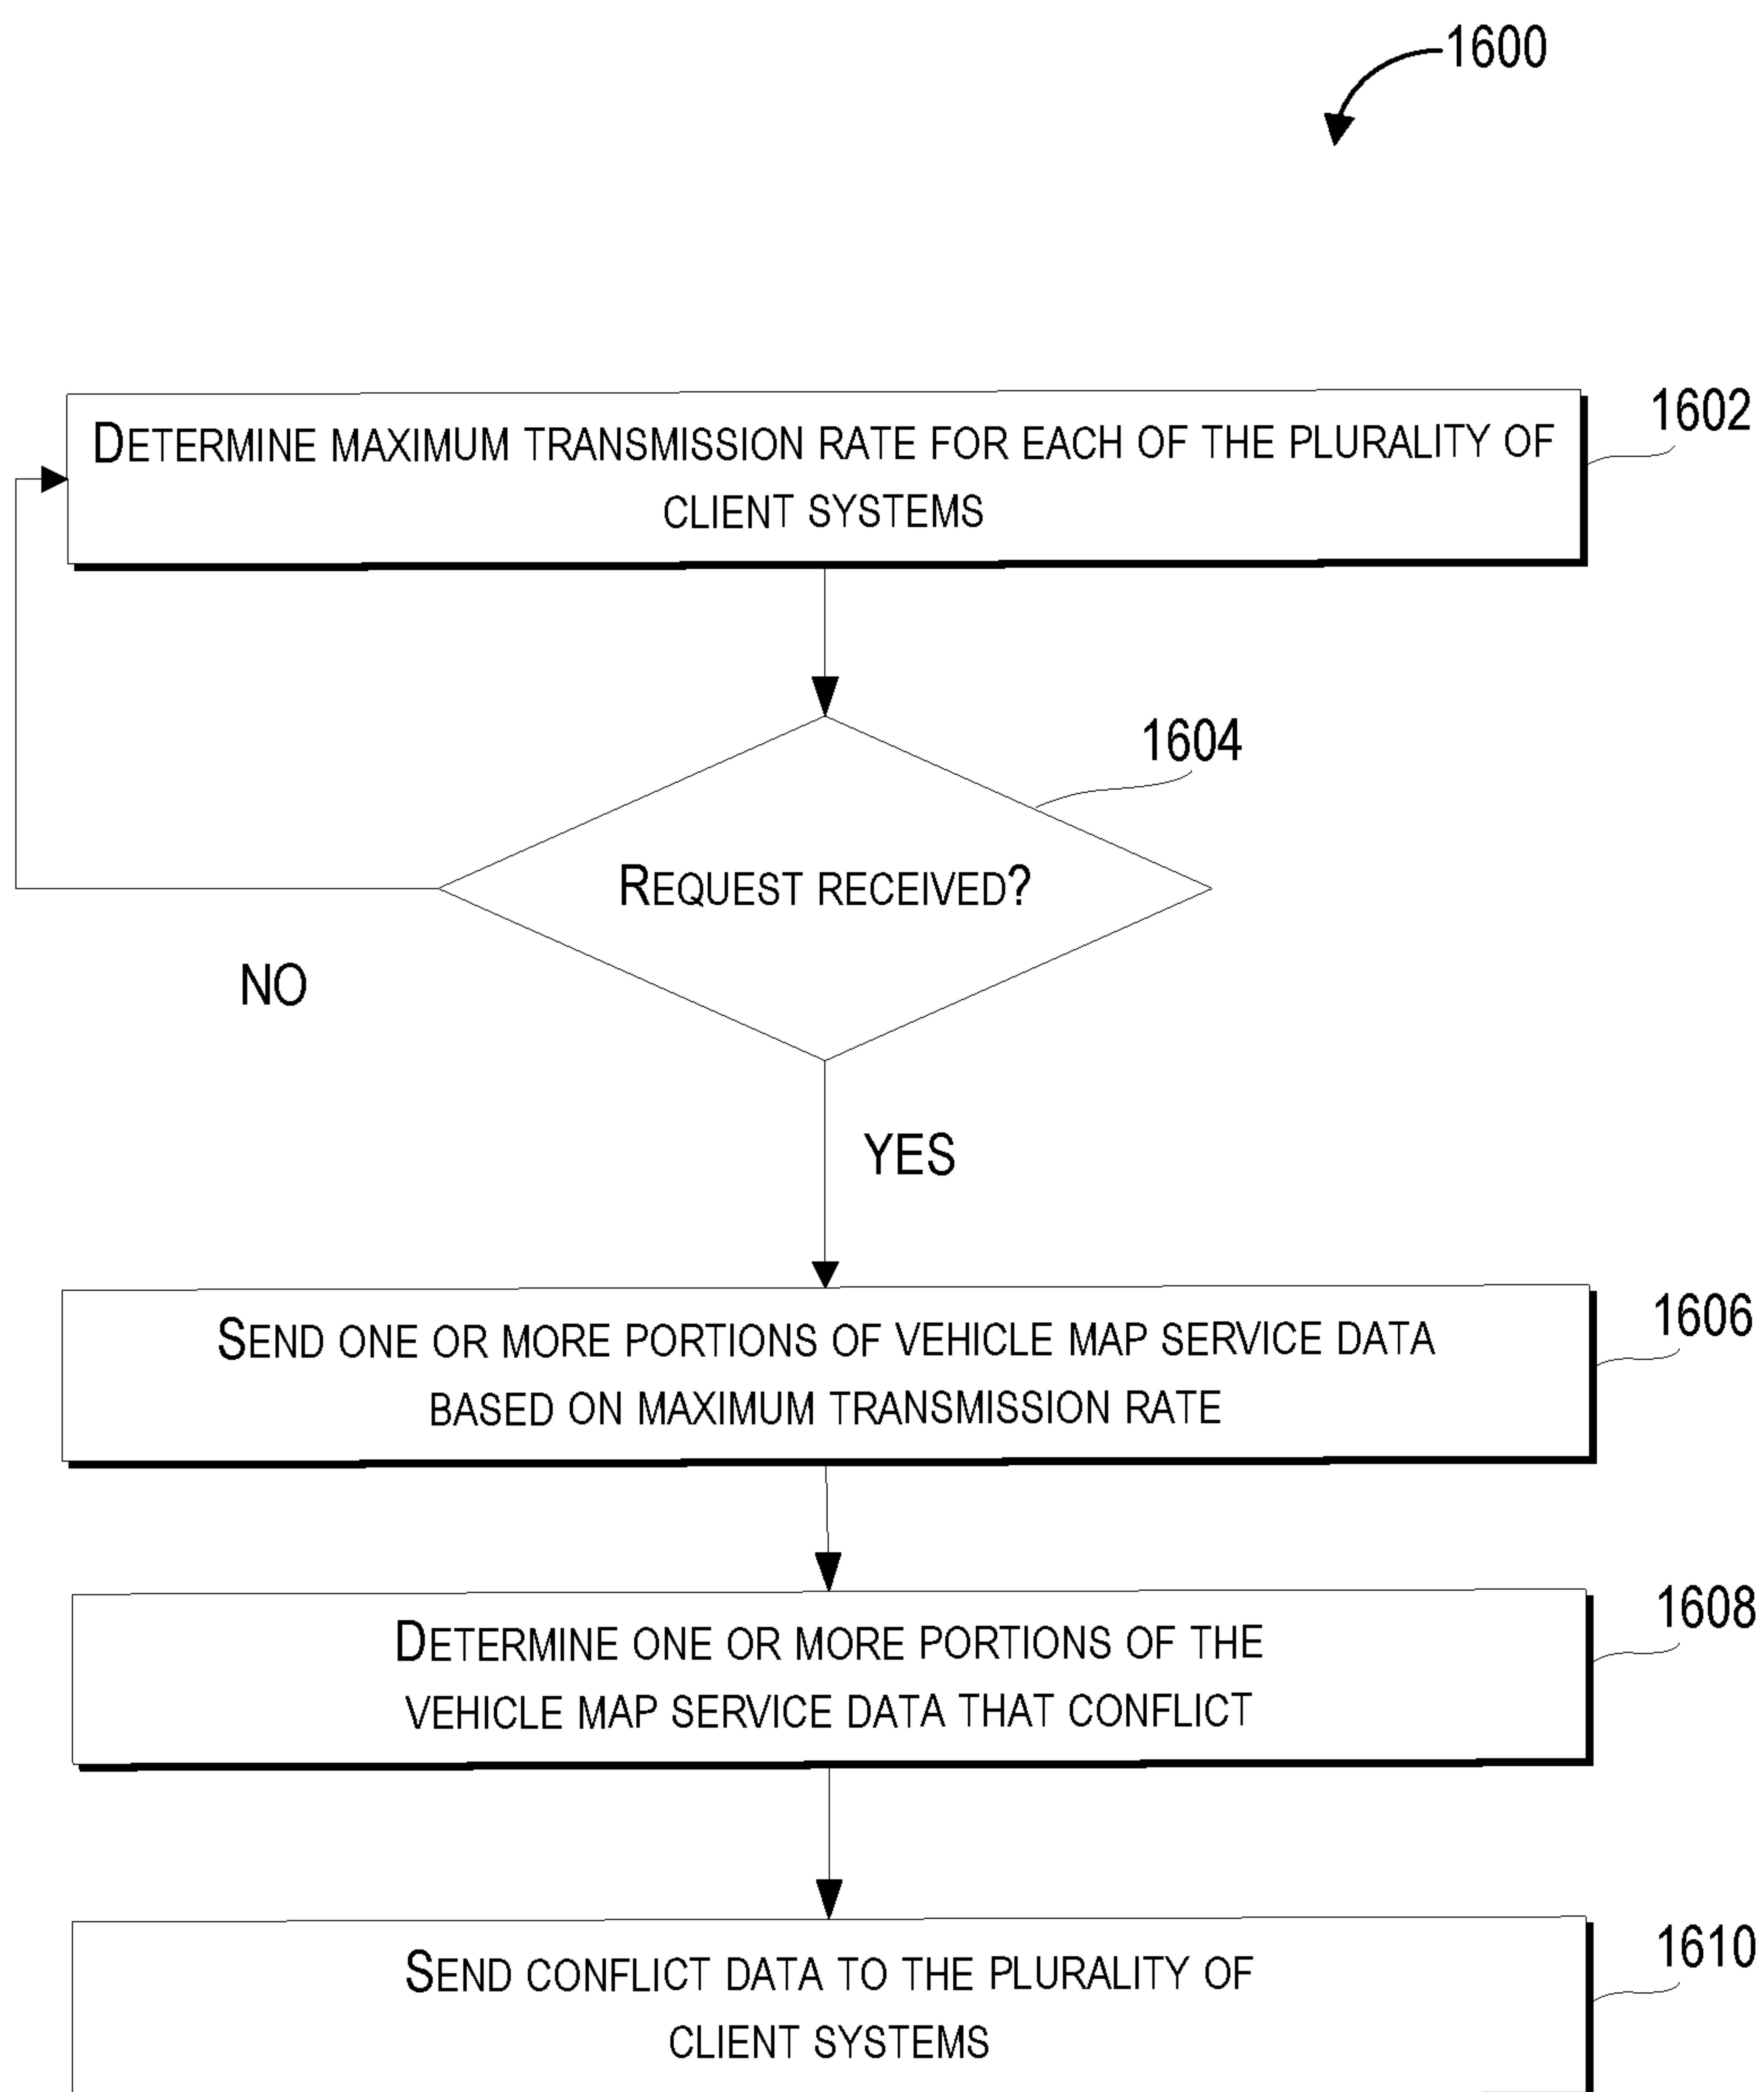 1600
DETERMINE MAXIMUM TRANSMISSION RATE FOR EACH OF THE PLURALITY OF
CLIENT SYSTEMS
1602
1604
REQUEST RECEIVED?
NO
YES
SEND ONE OR MORE PORTIONS OF VEHICLE MAP SERVICE DATA
BASED ON MAXIMUM TRANSMISSION RATE
1606
DETERMINE ONE OR MORE PORTIONS OF THE
VEHICLE MAP SERVICE DATA THAT CONFLICT
1608
SEND CONFLICT DATA TO THE PLURALITY OF
CLIENT SYSTEMS
1610